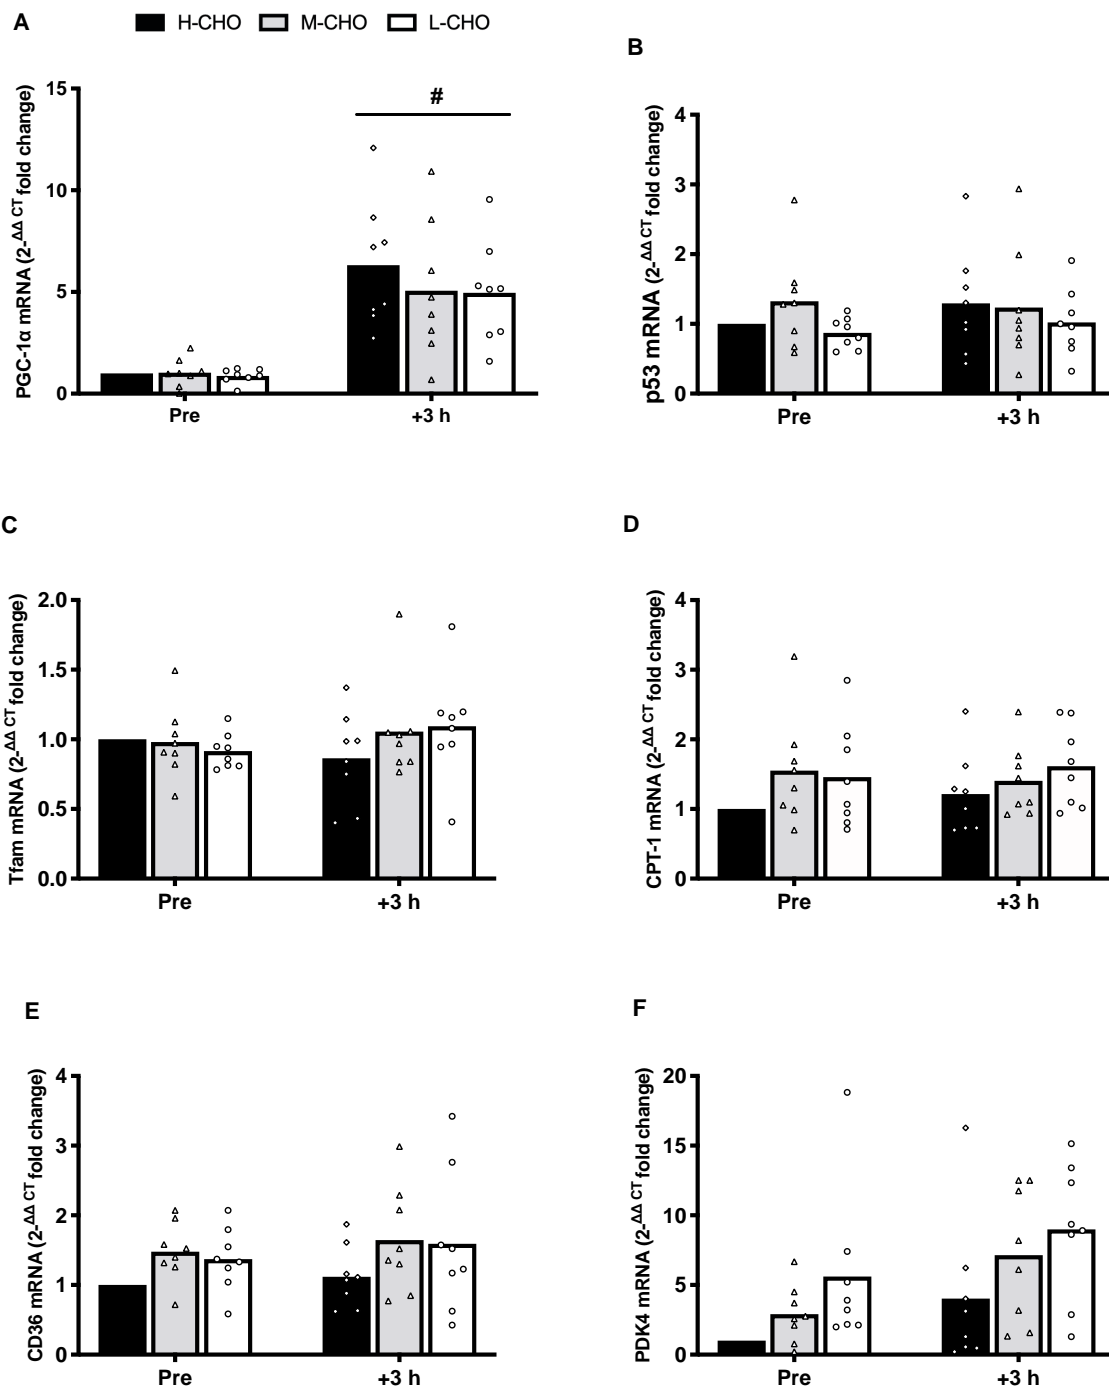 A
H-CHO M-CHO L-CHO
PGC-1α mRNA (2-ΔΔ CT fold change)
15
10
5
0
#
Pre
+3 h
B
p53 mRNA (2-ΔΔ CT fold change)
4
3
2
1
0
Pre
+3 h
C
Tfam mRNA (2-ΔΔ CT fold change)
2.0
1.5
1.0
0.5
0.0
Pre
+3 h
D
CPT-1 mRNA (2-ΔΔ CT fold change)
4
3
2
1
0
Pre
+3 h
E
CD36 mRNA (2-ΔΔ CT fold change)
4
3
2
1
0
Pre
+3 h
F
PDK4 mRNA (2-ΔΔ CT fold change)
20
15
10
5
0
Pre
+3 h